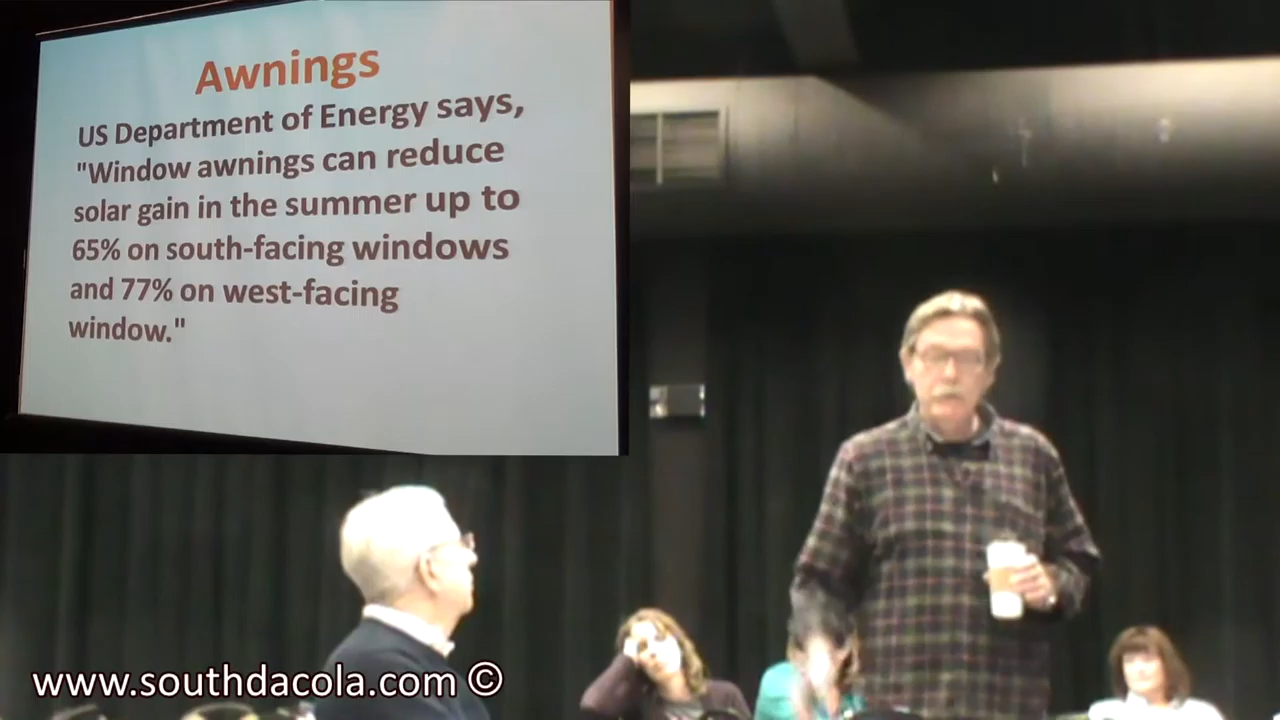 Awnings
US Department of Energy says,
"Window awnings can reduce
solar gain in the summer up to
65% on south-facing windows
and 77% on west-facing
window."
www.southdacola.com ©